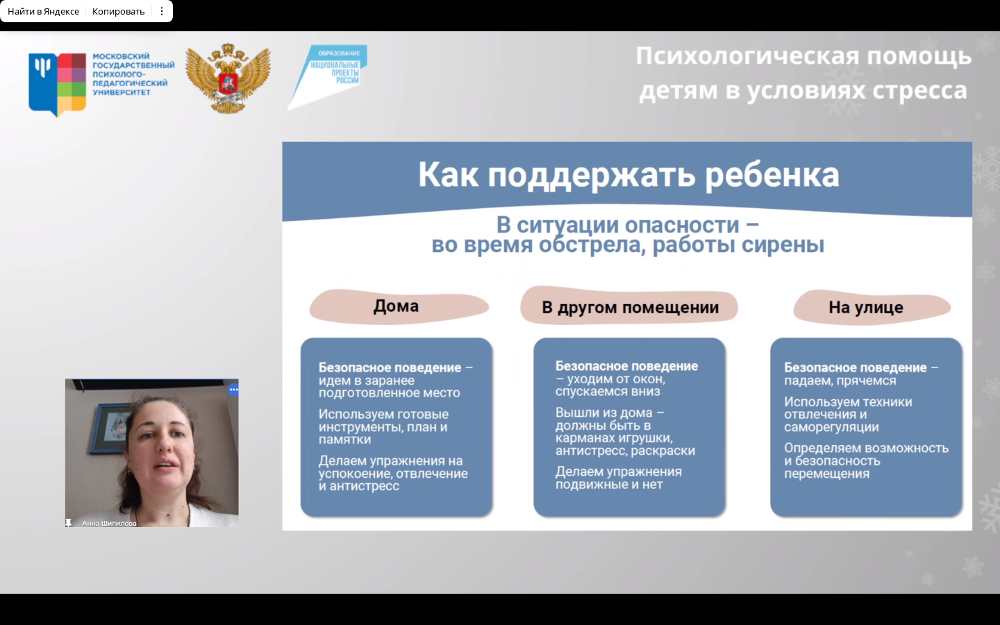 Найти в Яндексе
Копировать
МОСКОВСКИЙ
ГОСУДАРСТВЕННЫЙ
ПСИХОЛОГО-
ПЕДАГОГИЧЕСКИЙ
УНИВЕРСИТЕТ
ОБРАЗОВАНИЕ
НАЦИОНАЛЬНЫЕ
ПРОЕКТЫ
РОССИИ
Психологическая помощь
детям в условиях стресса
Как поддержать ребенка
В ситуации опасности –
во время обстрела, работы сирены
Дома
Безопасное поведение –
идем в заранее
подготовленное место
Используем готовые
инструменты, план и
памятки
Делаем упражнения на
успокоение, отвлечение
и антистресс
В другом помещении
Безопасное поведение
– уходим от окон,
спускаемся вниз
Вышли из дома –
должны быть в
карманах игрушки,
антистресс, раскраски
Делаем упражнения
подвижные и нет
На улице
Безопасное поведение –
падаем, прячемся
Используем техники
отвлечения и
саморегуляции
Определяем возможность
и безопасность
перемещения
Анна Шипилова